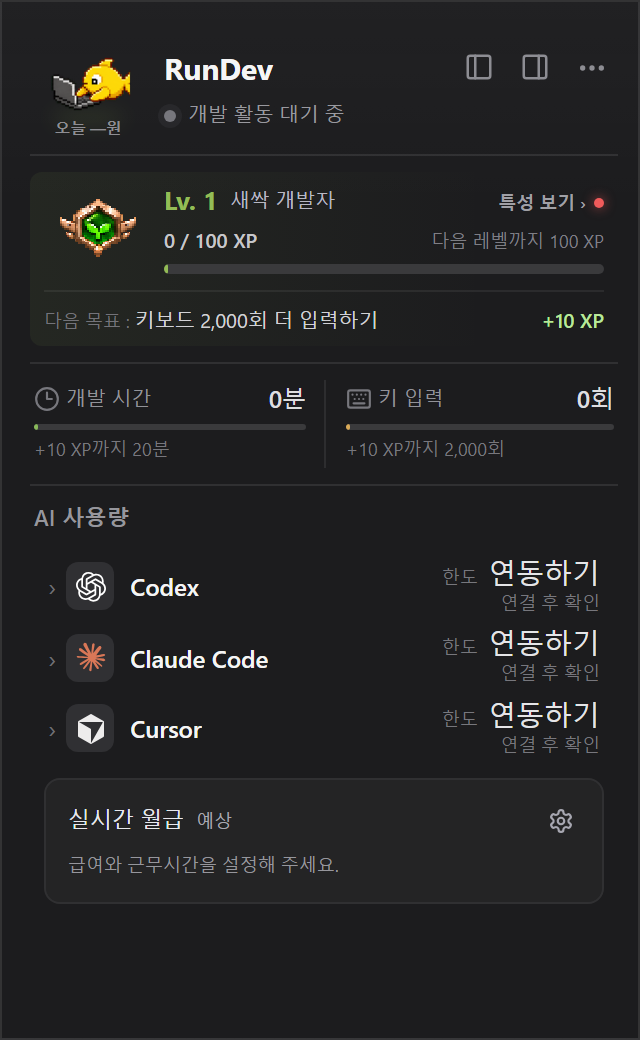 RunDev
개발 활동 대기 중
오늘 —원
Lv. 1 새싹 개발자 특성 보기 ›
0 / 100 XP 다음 레벨까지 100 XP
다음 목표 : 키보드 2,000회 더 입력하기 +10 XP
개발 시간 0분
+10 XP까지 20분
키 입력 0회
+10 XP까지 2,000회
AI 사용량
› Codex 한도 연동하기
연결 후 확인
› Claude Code 한도 연동하기
연결 후 확인
› Cursor 한도 연동하기
연결 후 확인
실시간 월급 예상
급여와 근무시간을 설정해 주세요.